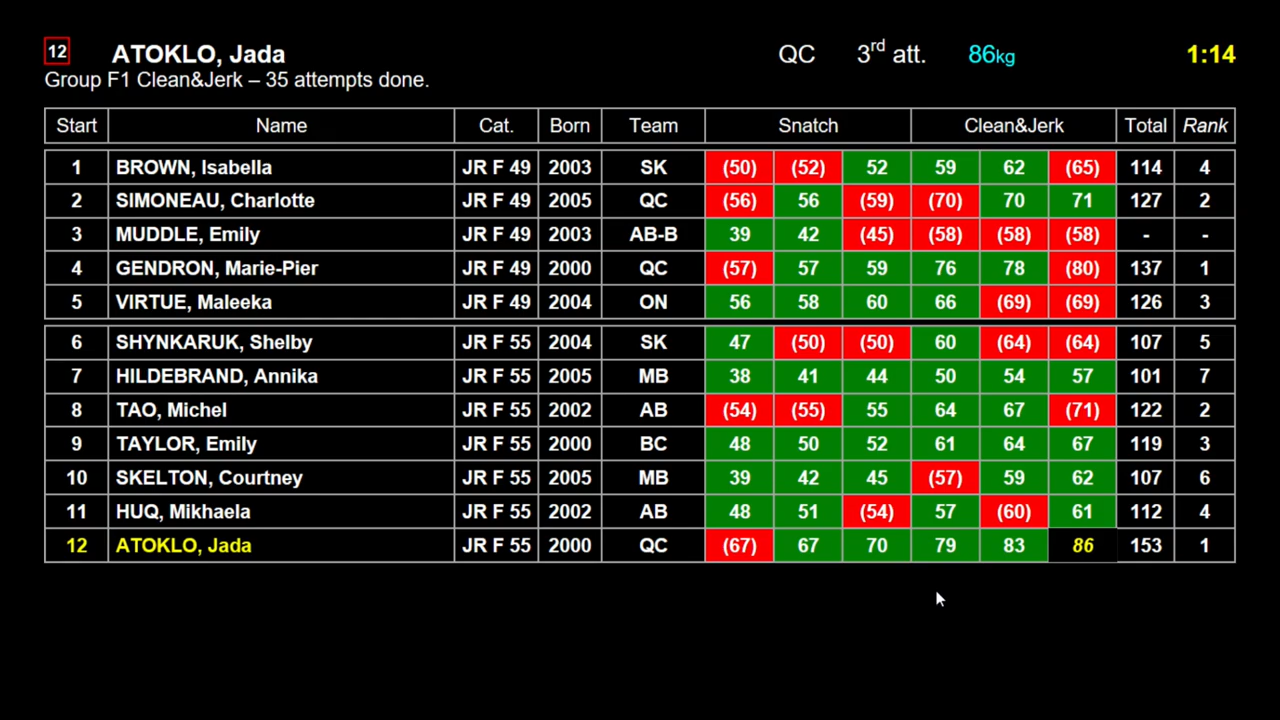 12 ATOKLO, Jada QC 3rd att. 86kg 1:14
Group F1 Clean&Jerk – 35 attempts done.
Start Name Cat. Born Team Snatch Clean&Jerk Total Rank
1 BROWN, Isabella JR F 49 2003 SK (50) (52) 52 59 62 (65) 114 4
2 SIMONEAU, Charlotte JR F 49 2005 QC (56) 56 (59) (70) 70 71 127 2
3 MUDDLE, Emily JR F 49 2003 AB-B 39 42 (45) (58) (58) (58) - -
4 GENDRON, Marie-Pier JR F 49 2000 QC (57) 57 59 76 78 (80) 137 1
5 VIRTUE, Maleeka JR F 49 2004 ON 56 58 60 66 (69) (69) 126 3
6 SHYNKARUK, Shelby JR F 55 2004 SK 47 (50) (50) 60 (64) (64) 107 5
7 HILDEBRAND, Annika JR F 55 2005 MB 38 41 44 50 54 57 101 7
8 TAO, Michel JR F 55 2002 AB (54) (55) 55 64 67 (71) 122 2
9 TAYLOR, Emily JR F 55 2000 BC 48 50 52 61 64 67 119 3
10 SKELTON, Courtney JR F 55 2005 MB 39 42 45 (57) 59 62 107 6
11 HUQ, Mikhaela JR F 55 2002 AB 48 51 (54) 57 (60) 61 112 4
12 ATOKLO, Jada JR F 55 2000 QC (67) 67 70 79 83 86 153 1